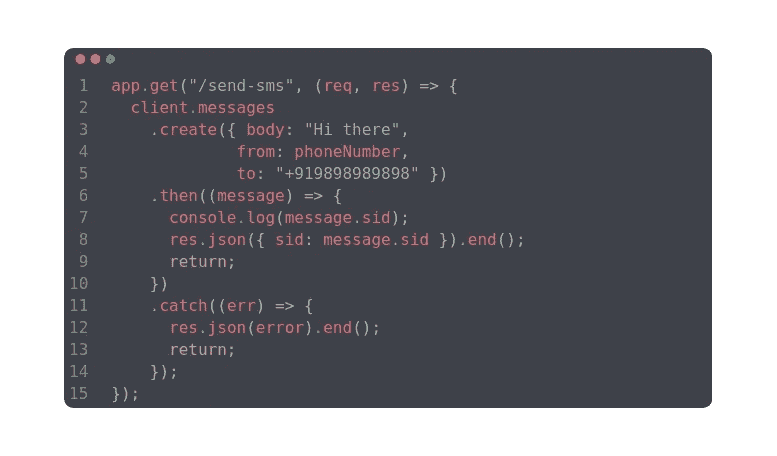 1 app.get("/send-sms", (req, res) => {
2 client.messages
3 .create({ body: "Hi there",
4 from: phoneNumber,
5 to: "+919898989898" })
6 .then((message) => {
7 console.log(message.sid);
8 res.json({ sid: message.sid }).end();
9 return;
10 })
11 .catch((err) => {
12 res.json(error).end();
13 return;
14 });
15 });